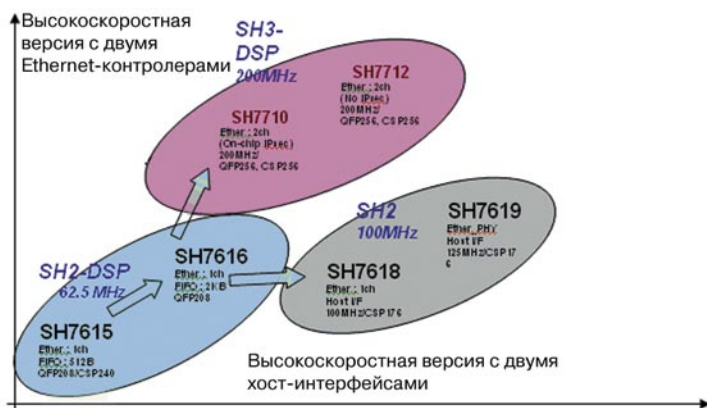 Высокоскоростная
версия с двумя
Ethernet-контролерами
SH3-
DSP
200MHz
SH7712
Ether : 2ch
(No IPsec)
200MHz/
QFP256, CSP256
SH7710
Ether : 2ch
(On-chip IPsec)
200MHz/
QFP256, CSP256
SH2
100MHz
SH7619
Ether, PHY
Host I/F
125MHz/CSP17
6
SH7618
Ether : 1ch
Host I/F
100MHz/CSP176
SH2-DSP
62.5 MHz
SH7616
Ether : 1ch
FIFO : 2KB
QFP208
SH7615
Ether : 1ch
FIFO : 512B
QFP208/CSP240
Высокоскоростная версия с двумя
хост-интерфейсами